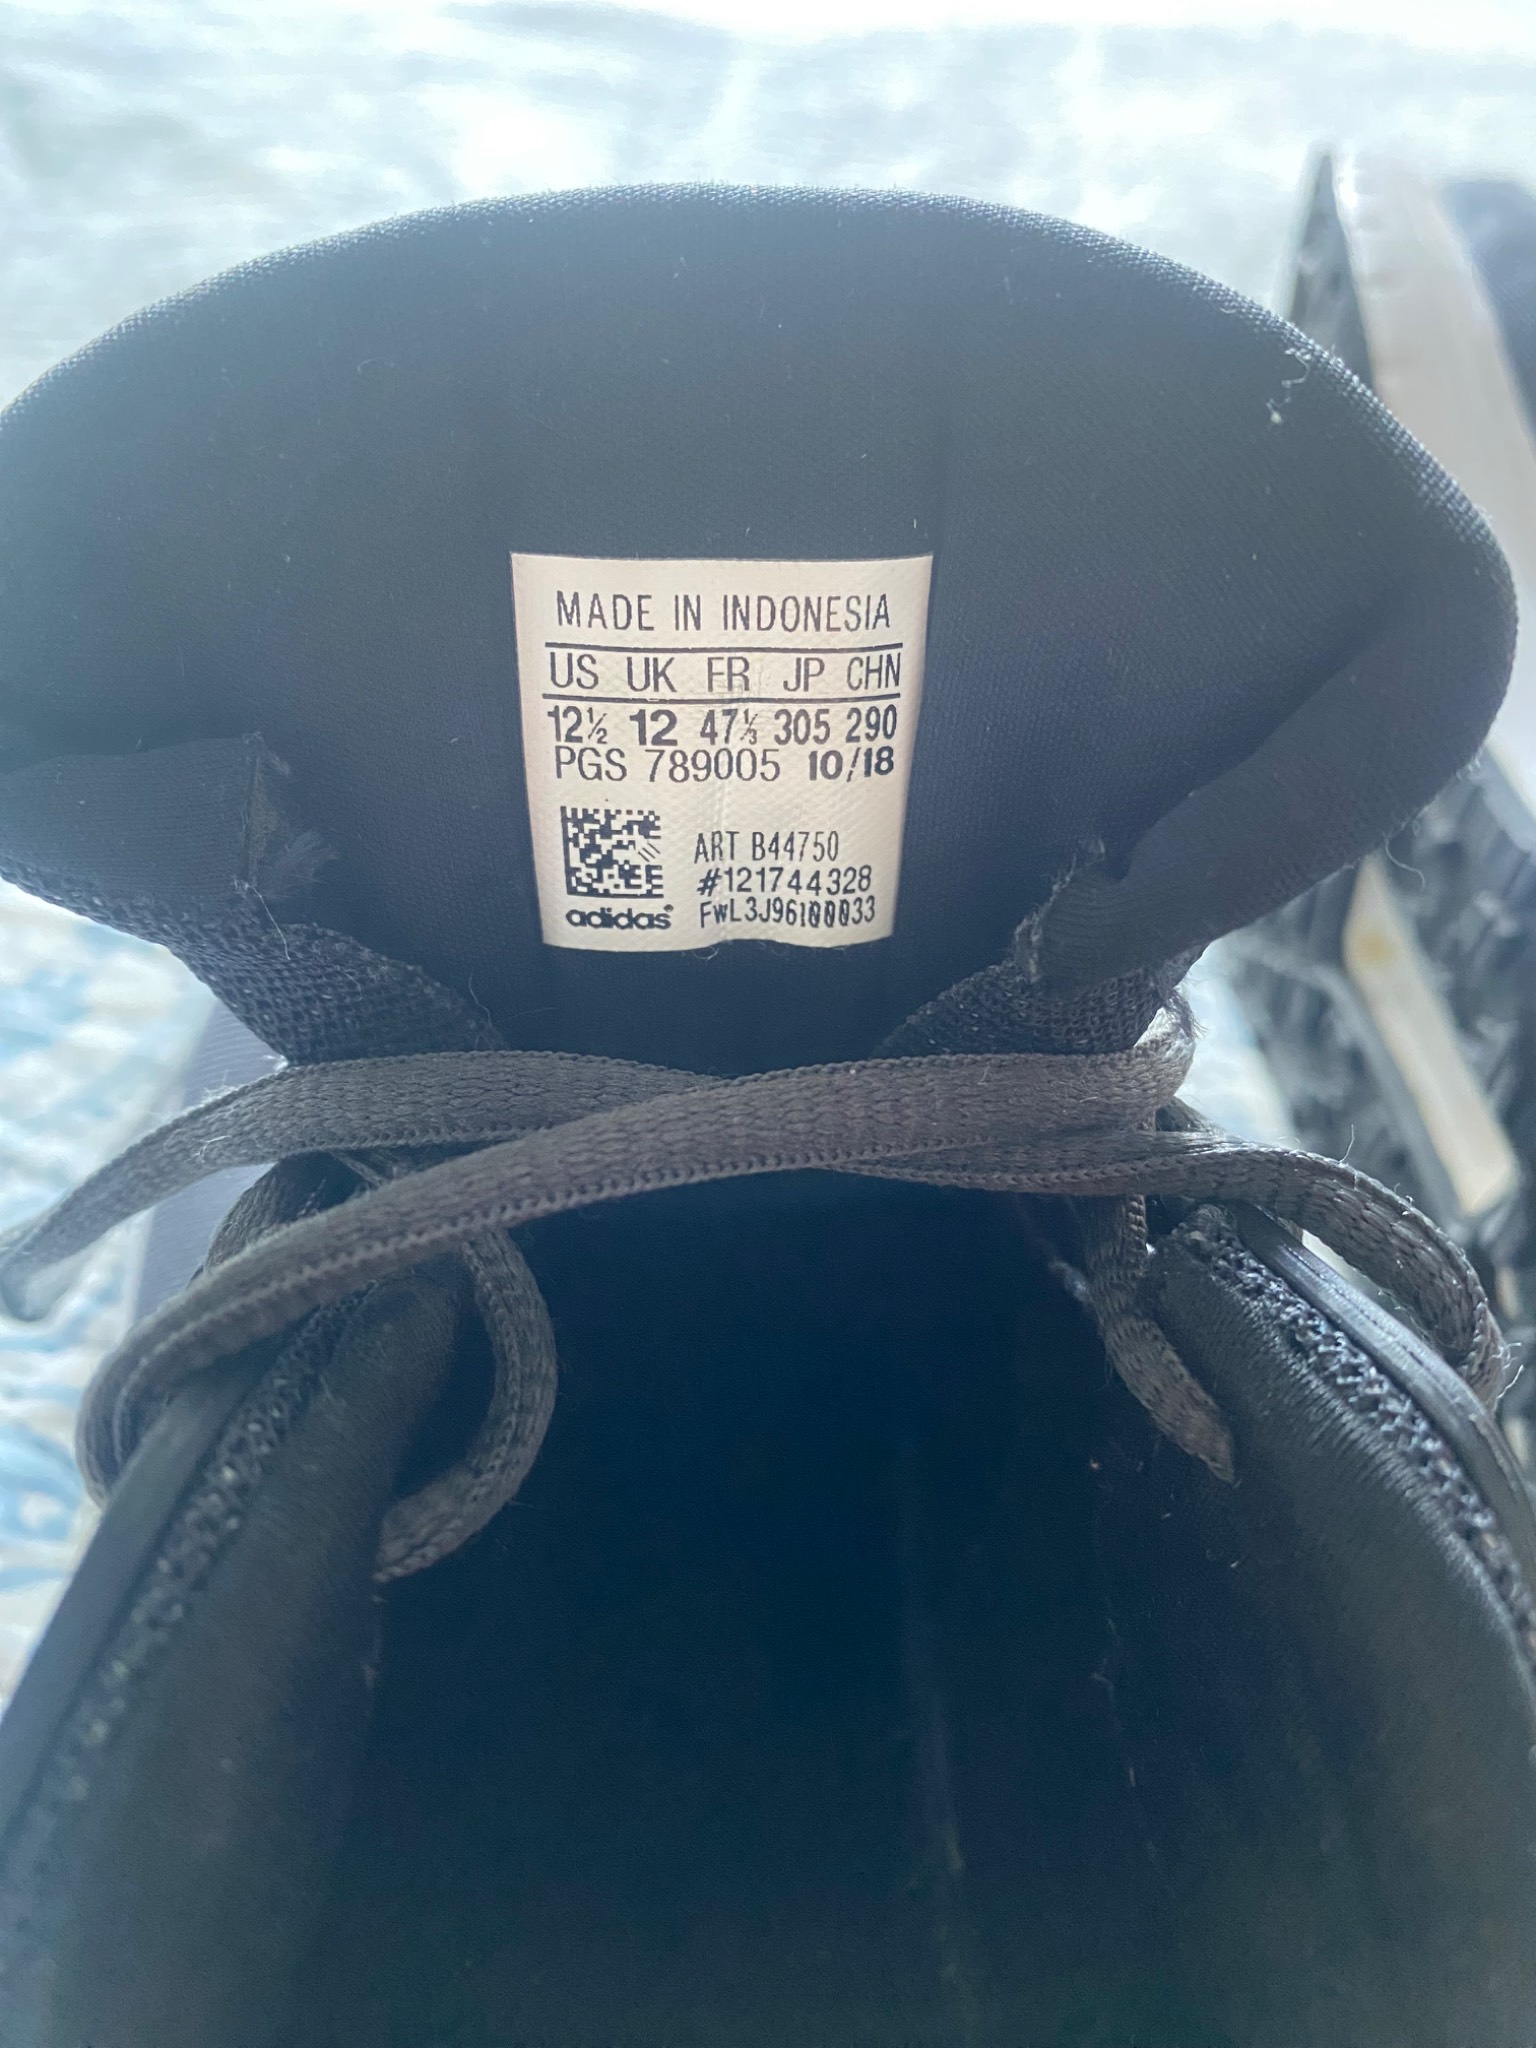 MADE IN INDONESIA
US UK FR JP CHN
12½ 12 47⅓ 305 290
PGS 789005 10/18
ART B44750
#121744328
adidas® FWL3J96100033